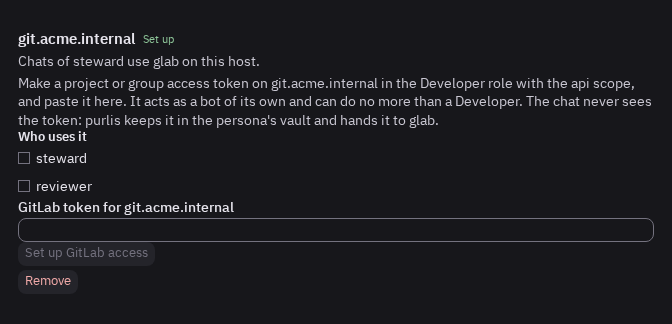 git.acme.internal Set up
Chats of steward use glab on this host.
Make a project or group access token on git.acme.internal in the Developer role with the api scope,
and paste it here. It acts as a bot of its own and can do no more than a Developer. The chat never sees
the token: purlis keeps it in the persona's vault and hands it to glab.
Who uses it
steward
reviewer
GitLab token for git.acme.internal
Set up GitLab access
Remove